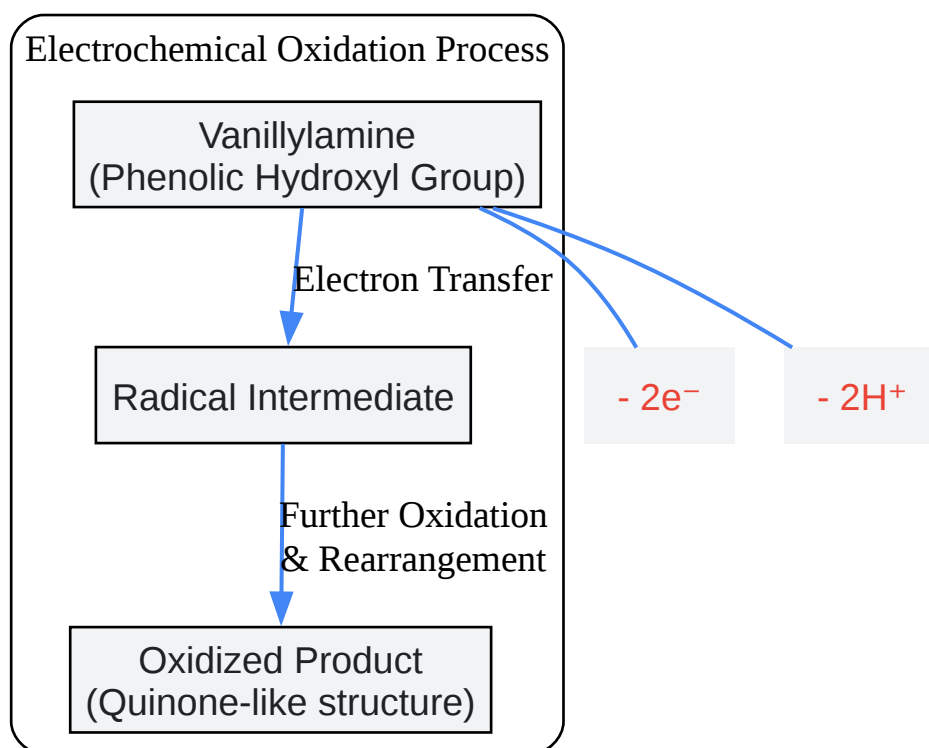 Electrochemical Oxidation Process
Vanillylamine
(Phenolic Hydroxyl Group)
Electron Transfer
Radical Intermediate
- 2e⁻
- 2H⁺
Further Oxidation
& Rearrangement
Oxidized Product
(Quinone-like structure)